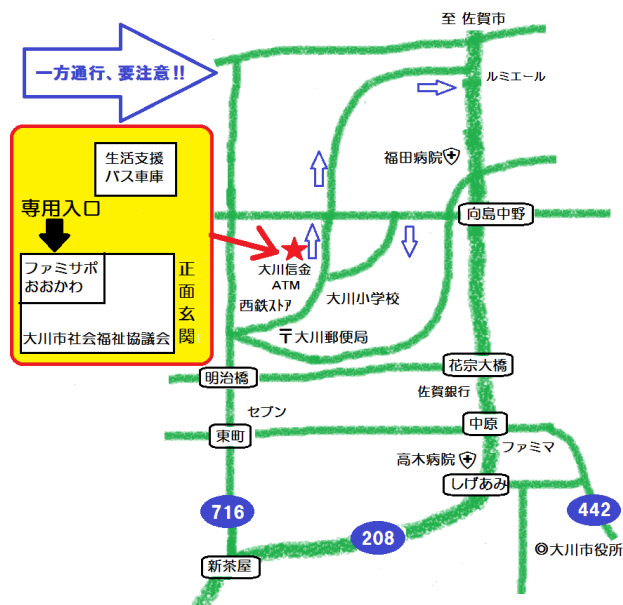 至 佐賀市
一方通行、要注意!!
ルミエール
生活支援
バス車庫
福田病院
専用入口
向島中野
ファミサポ
おおかわ
正面玄関
大川信金
ATM
西鉄ストア
大川小学校
大川市社会福祉協議会
〒大川郵便局
明治橋
花宗大橋
佐賀銀行
セブン
東町
中原
ファミマ
高木病院
しげあみ
716
442
208
◎大川市役所
新茶屋